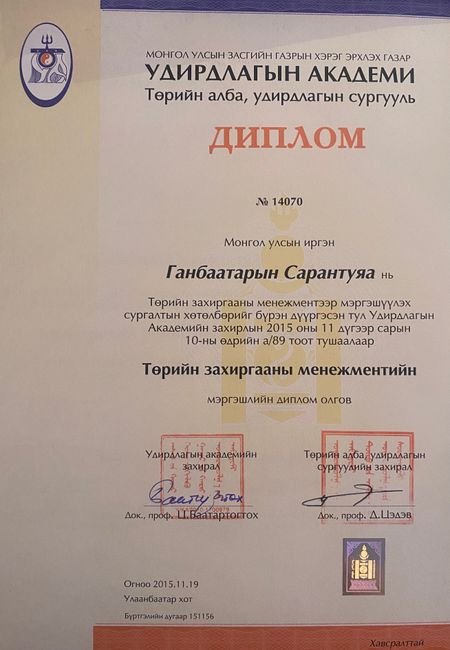 МОНГОЛ УЛСЫН ЗАСГИЙН ГАЗРЫН ХЭРЭГ ЭРХЛЭХ ГАЗАР
УДИРДЛАГЫН АКАДЕМИ
Төрийн алба, удирдлагын сургууль
ДИПЛОМ
№ 14070
Монгол улсын иргэн
Ганбаатарын Сарантуяа нь
Төрийн захиргааны менежментээр мэргэшүүлэх
сургалтын хөтөлбөрийг бүрэн дүүргэсэн тул Удирдлагын
Академийн захирлын 2015 оны 11 дүгээр сарын
10-ны өдрийн а/89 тоот тушаалаар
Төрийн захиргааны менежментийн
мэргэшлийн диплом олгов
Удирдлагын академийн
захирал
Док., проф. Ц.Баатартогтох
Төрийн алба, удирдлагын
сургуулийн захирал
Док., проф. Д.Цэдэв
Огноо 2015.11.19
Улаанбаатар хот
Бүртгэлийн дугаар 151156
Хавсралттай